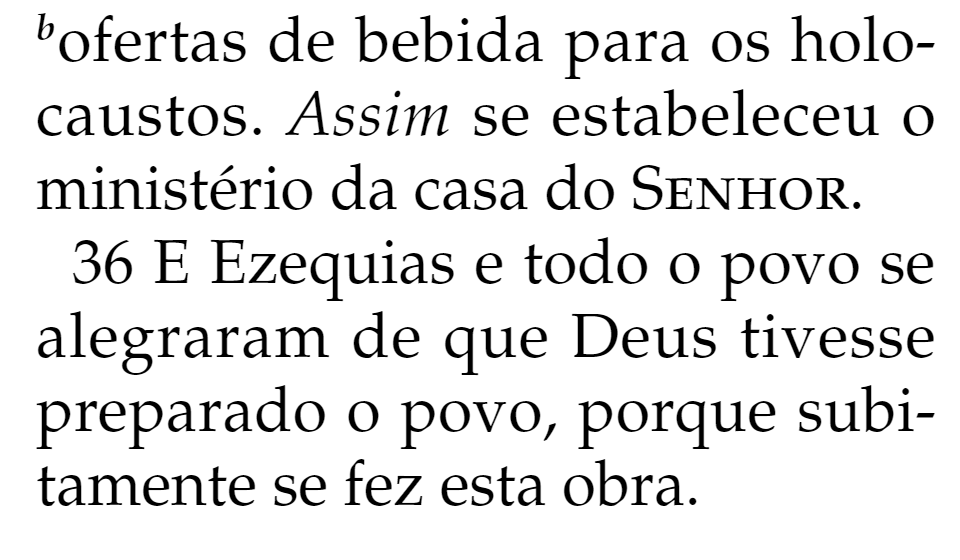 bofertas de bebida para os holo-
caustos. Assim se estabeleceu o
ministério da casa do SENHOR.
36 E Ezequias e todo o povo se
alegraram de que Deus tivesse
preparado o povo, porque subi-
tamente se fez esta obra.